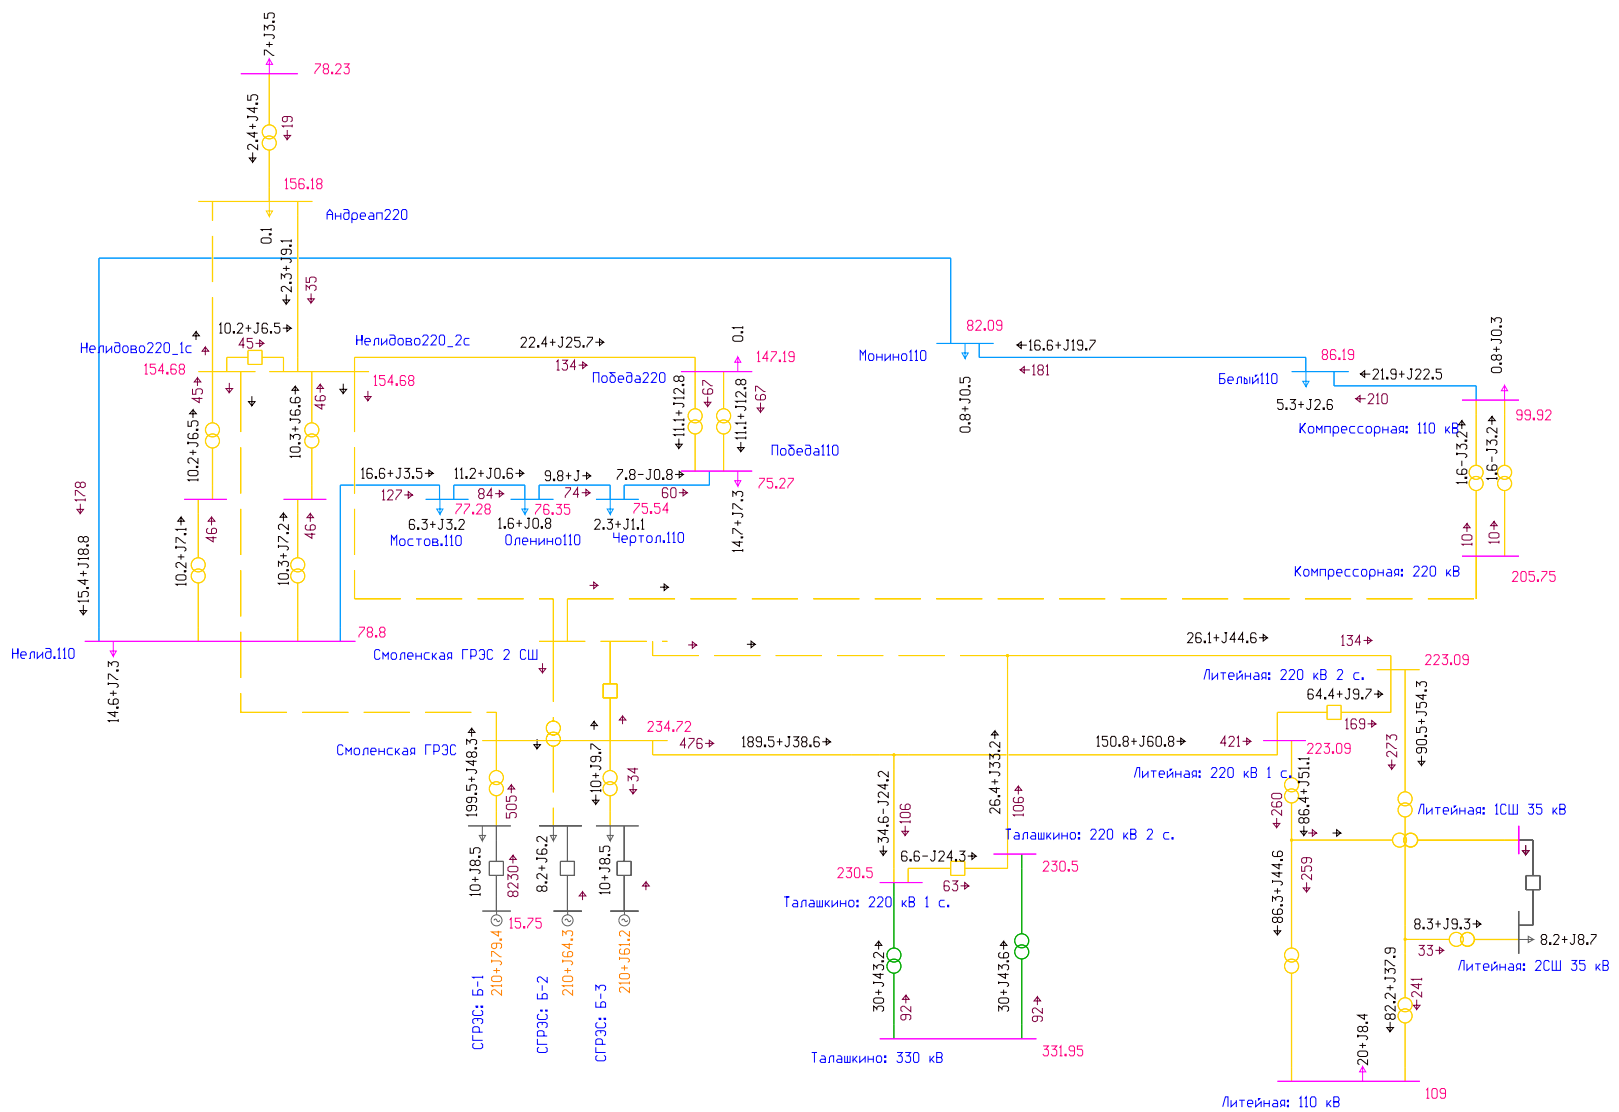 7+J3.5
78.23
←2.4+J4.5
←19
156.18
Андреап220
0.1
←2.3+J9.1
←35
10.2+J6.5→
45→
Нелидово220_1с
154.68
Нелидово220_2с
154.68
22.4+J25.7→
134→
0.1
147.19
Победа220
←67
←67
←11.1+J12.8
←11.1+J12.8
Победа110
75.27
14.7+J7.3
45→
46→
10.2+J6.5→
10.3+J6.6→
46→
46→
10.2+J7.1→
10.3+J7.2→
16.6+J3.5→
127→
11.2+J0.6→
84→
9.8+J→
74→
7.8-J0.8→
60→
77.28
76.35
75.54
6.3+J3.2
1.6+J0.8
2.3+J1.1
Мостов.110
Оленино110
Чертол.110
82.09
Монино110
0.8+J0.5
←16.6+J19.7
←181
86.19
Белый110
5.3+J2.6
←21.9+J22.5
←210
0.8+J0.3
99.92
Компрессорная: 110 кВ
1.6-J3.2→
1.6-J3.2→
10→
10→
Компрессорная: 220 кВ
205.75
←178
←15.4+J18.8
78.8
Нелид.110
14.6+J7.3
Смоленская ГРЭС 2 СШ
Смоленская ГРЭС
234.72
476→
189.5+J38.6→
150.8+J60.8→
421→
26.1+J44.6→
134→
223.09
Литейная: 220 кВ 2 с.
64.4+J9.7→
169→
223.09
Литейная: 220 кВ 1 с.
199.5+J48.3→
505→
←10+J9.7
←34
10+J8.5
8230→
8.2+J6.2
10+J8.5
15.75
210+J79.4
210+J64.3
210+J61.2
СГРЭС: Б-1
СГРЭС: Б-2
СГРЭС: Б-3
←34.6-J24.2
←106
26.4+J33.2→
106→
Талашкино: 220 кВ 2 с.
230.5
6.6-J24.3→
63→
230.5
Талашкино: 220 кВ 1 с.
30+J43.2→
92→
30+J43.6→
92→
Талашкино: 330 кВ
331.95
←260
←86.4+J51.1
←90.5+J54.3
←273
Литейная: 1СШ 35 кВ
←86.3+J44.6
←259
8.3+J9.3→
33→
8.2+J8.7
Литейная: 2СШ 35 кВ
←82.2+J37.9
←241
20+J8.4
109
Литейная: 110 кВ